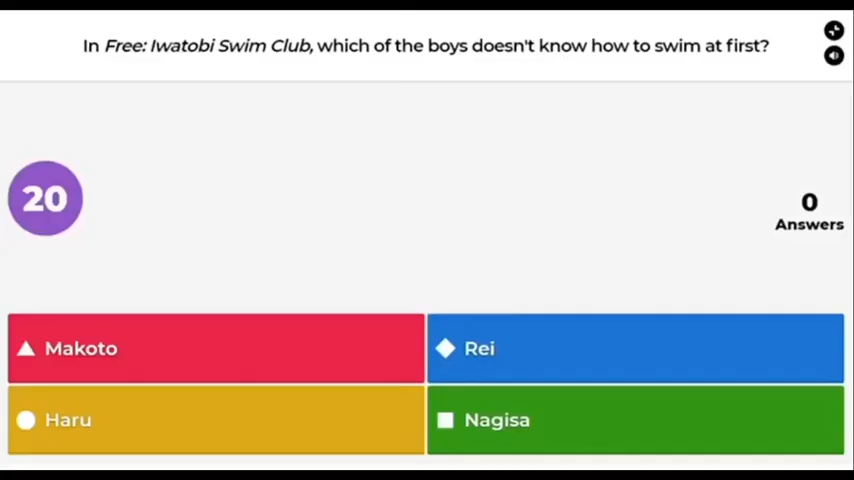 In Free: Iwatobi Swim Club, which of the boys doesn't know how to swim at first?
20
0
Answers
Makoto
Rei
Haru
Nagisa